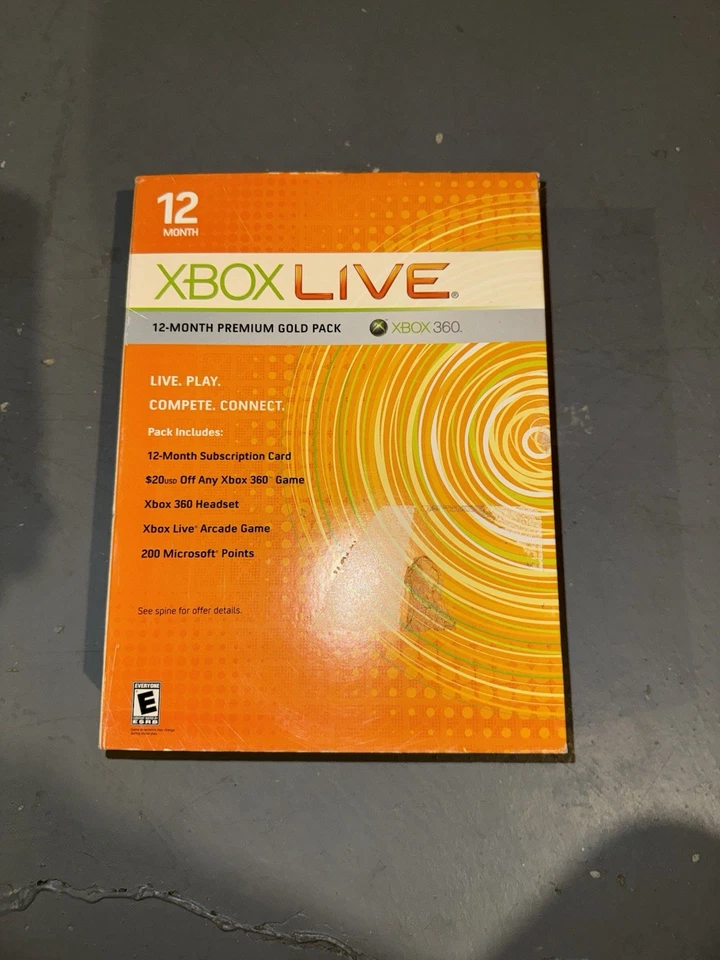 12
MONTH
XBOX LIVE®
12-MONTH PREMIUM GOLD PACK XBOX 360.
LIVE. PLAY.
COMPETE. CONNECT.
Pack Includes:
12-Month Subscription Card
$20USD Off Any Xbox 360™ Game
Xbox 360 Headset
Xbox Live® Arcade Game
200 Microsoft® Points
See spine for offer details.
EVERYONE
E
ESRB